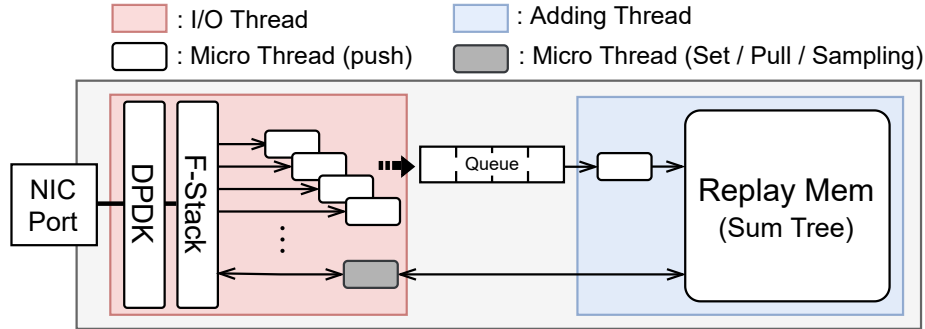 : I/O Thread
: Adding Thread
: Micro Thread (push)
: Micro Thread (Set / Pull / Sampling)
NIC
Port
DPDK
F-Stack
Queue
Replay Mem
(Sum Tree)